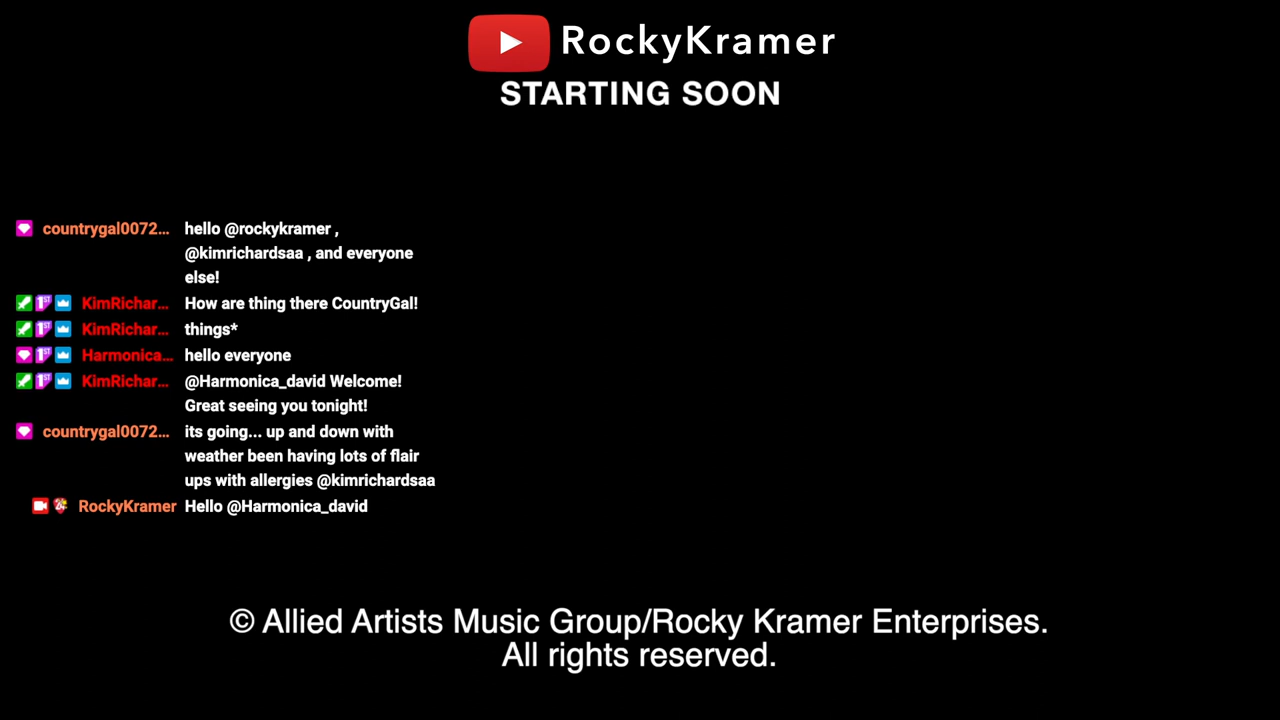 RockyKramer
STARTING SOON
countrygal0072... hello @rockykramer ,
@kimrichardsaa , and everyone
else!
KimRichar... How are thing there CountryGal!
KimRichar... things*
Harmonica... hello everyone
KimRichar... @Harmonica_david Welcome!
Great seeing you tonight!
countrygal0072... its going... up and down with
weather been having lots of flair
ups with allergies @kimrichardsaa
RockyKramer Hello @Harmonica_david
© Allied Artists Music Group/Rocky Kramer Enterprises.
All rights reserved.